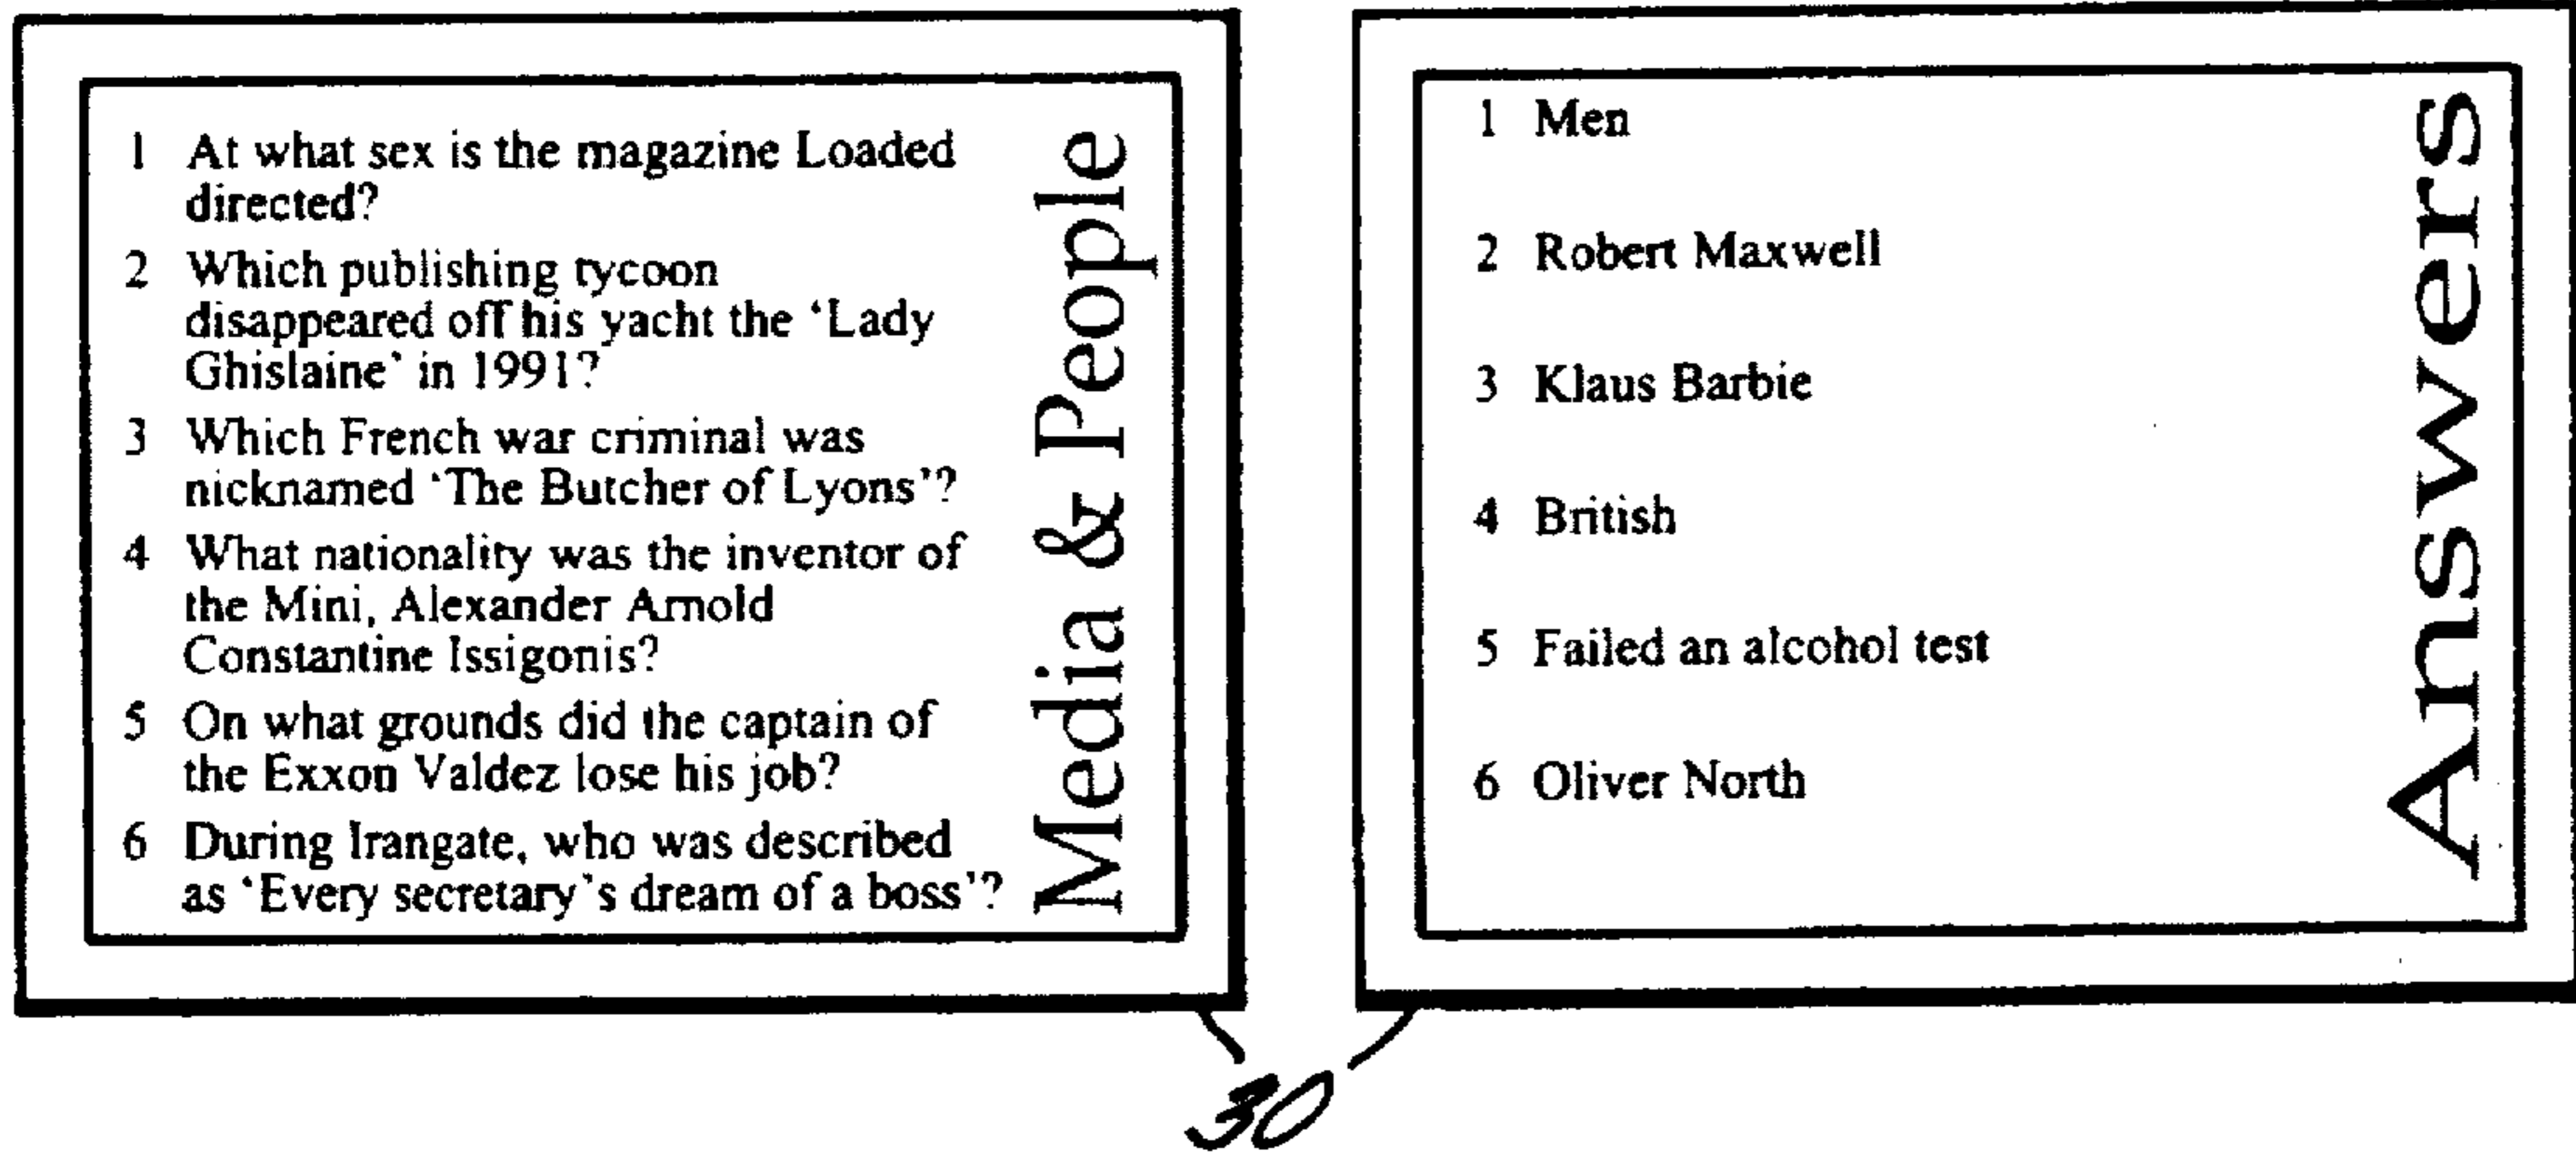 1 At what sex is the magazine Loaded
directed?
2 Which publishing tycoon
disappeared off his yacht the ‘Lady
Ghislaine’ in 1991?
3 Which French war criminal was
nicknamed ‘The Butcher of Lyons’?
4 What nationality was the inventor of
the Mini, Alexander Arnold
Constantine Issigonis?
5 On what grounds did the captain of
the Exxon Valdez lose his job?
6 During Irangate, who was described
as ‘Every secretary’s dream of a boss’?
Media & People
1 Men
2 Robert Maxwell
3 Klaus Barbie
4 British
5 Failed an alcohol test
6 Oliver North
Answers
30